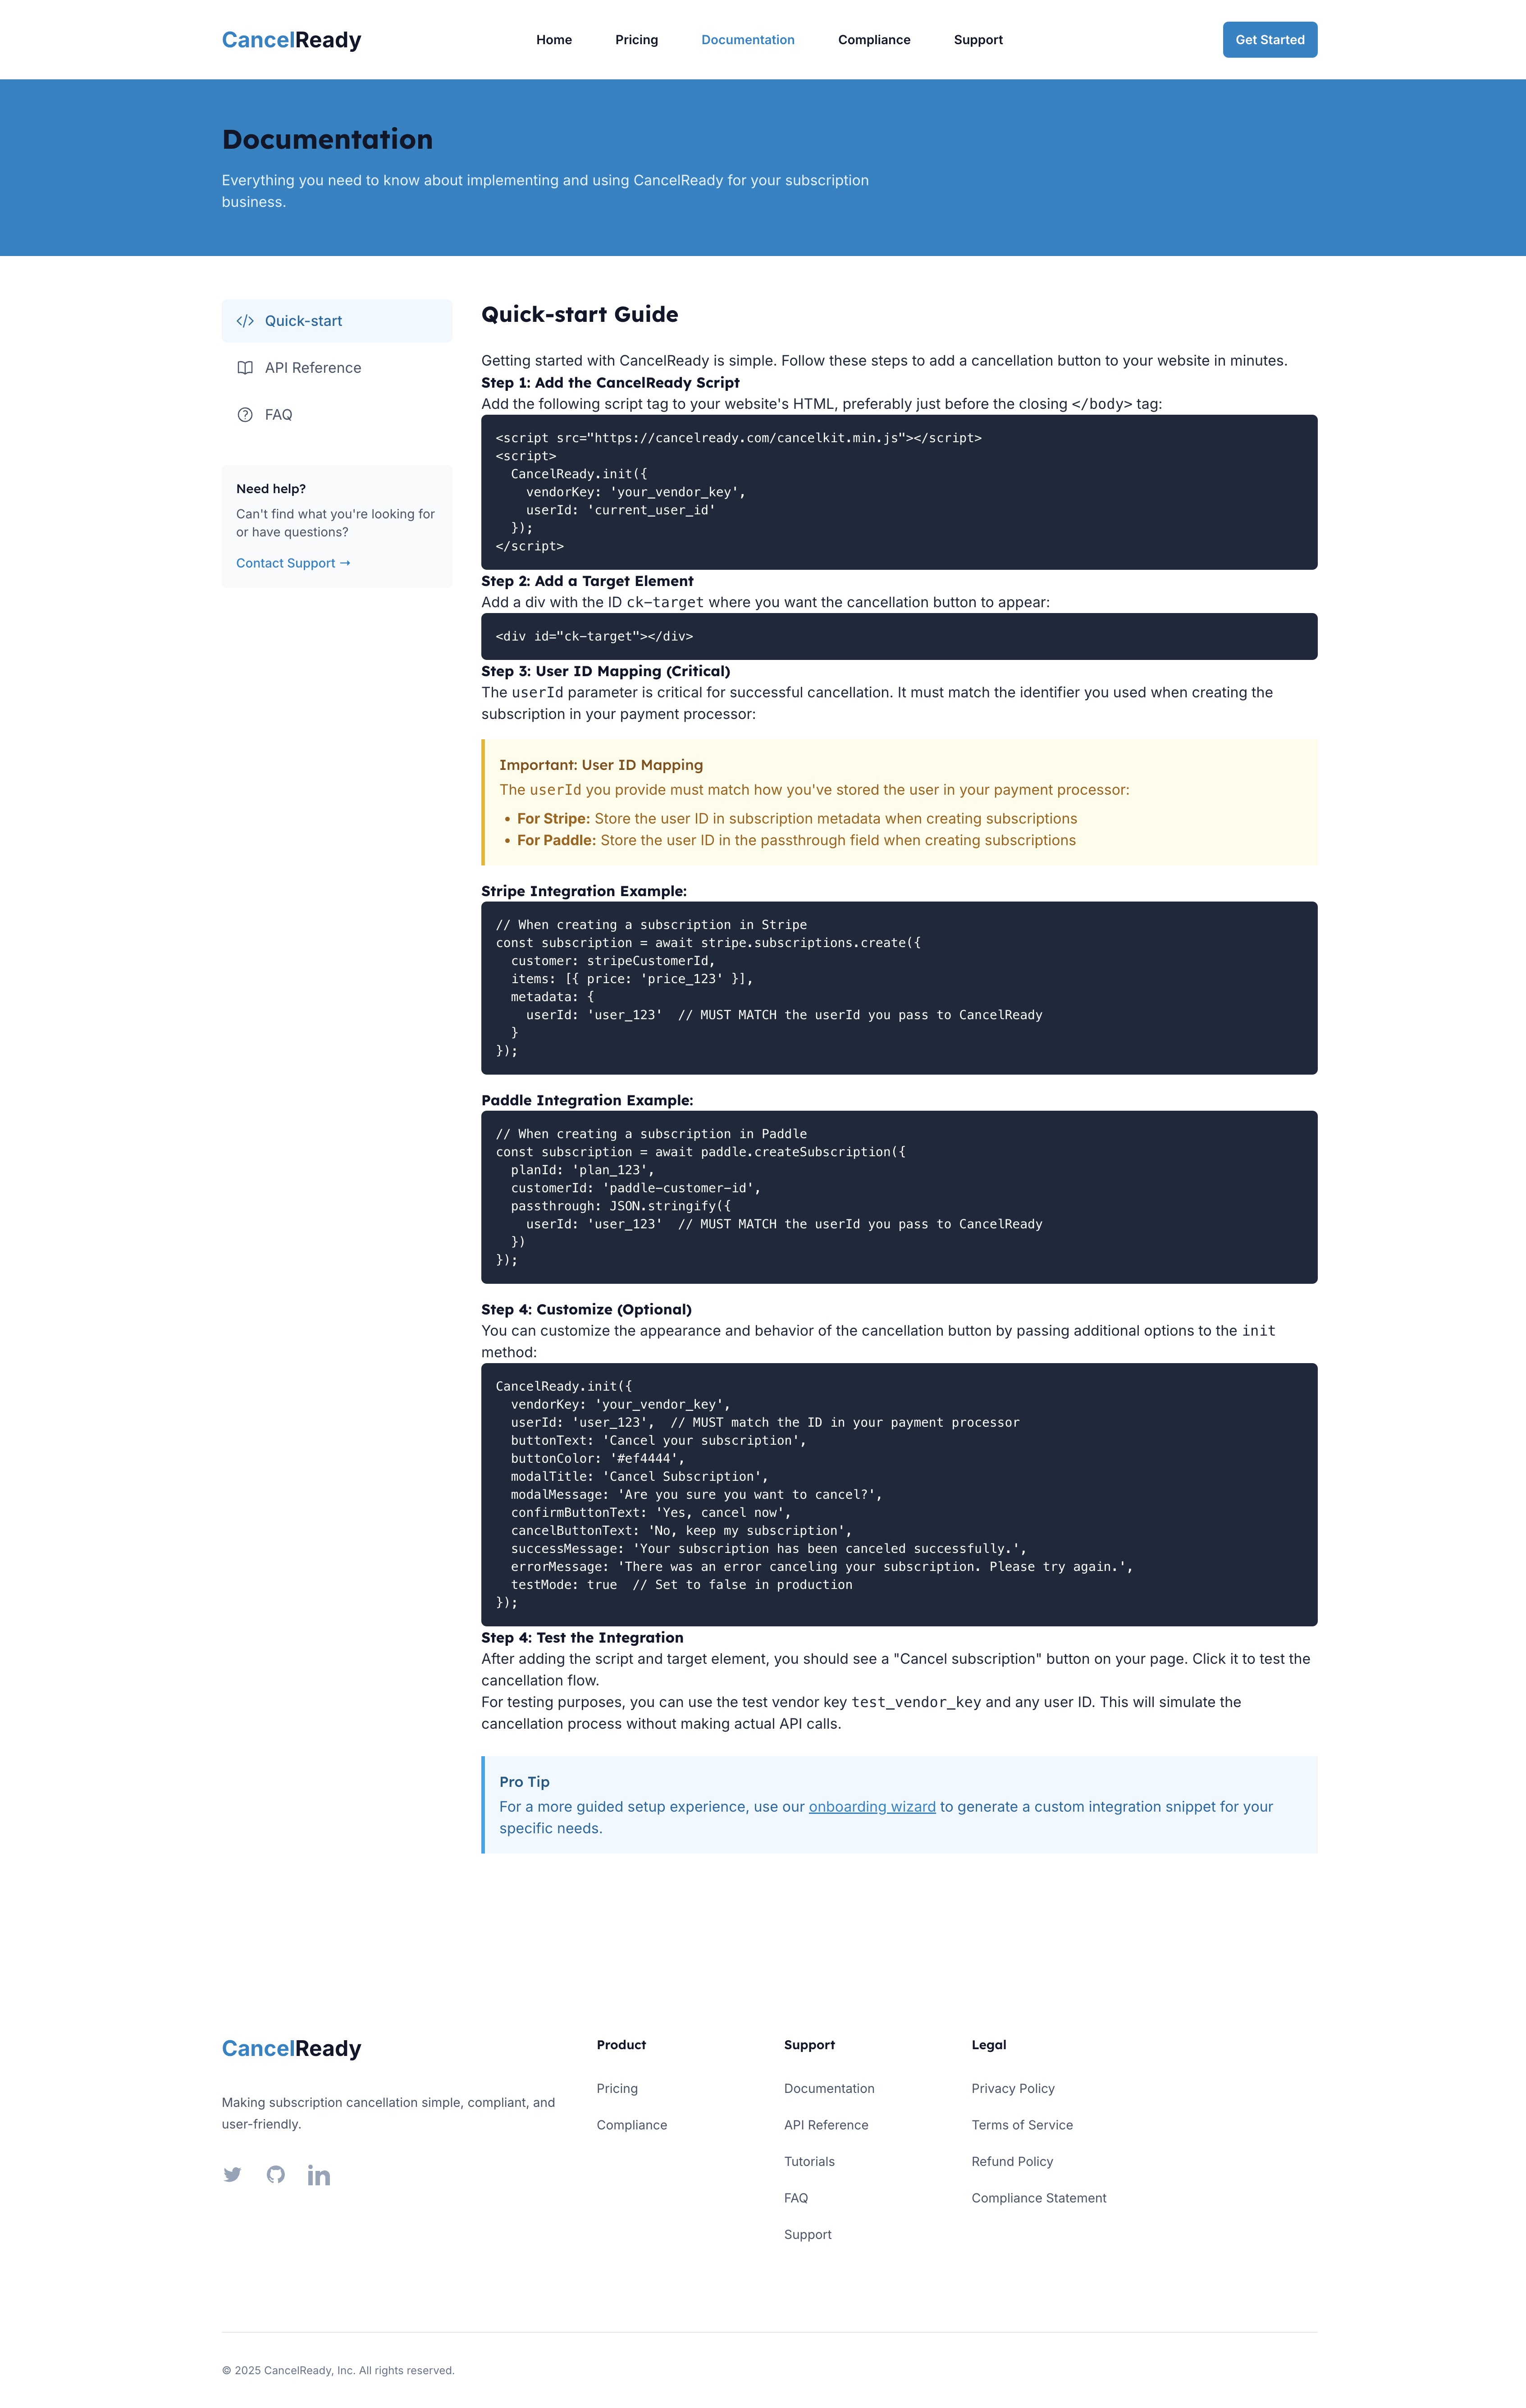 CancelReady
Home
Pricing
Documentation
Compliance
Support
Get Started
Documentation
Everything you need to know about implementing and using CancelReady for your subscription
business.
Quick-start
API Reference
FAQ
Need help?
Can't find what you're looking for
or have questions?
Contact Support →
Quick-start Guide
Getting started with CancelReady is simple. Follow these steps to add a cancellation button to your website in minutes.
Step 1: Add the CancelReady Script
Add the following script tag to your website's HTML, preferably just before the closing </body> tag:
<script src="https://cancelready.com/cancelkit.min.js"></script>
<script>
  CancelReady.init({
    vendorKey: 'your_vendor_key',
    userId: 'current_user_id'
  });
</script>
Step 2: Add a Target Element
Add a div with the ID ck-target where you want the cancellation button to appear:
<div id="ck-target"></div>
Step 3: User ID Mapping (Critical)
The userId parameter is critical for successful cancellation. It must match the identifier you used when creating the
subscription in your payment processor:
Important: User ID Mapping
The userId you provide must match how you've stored the user in your payment processor:
• For Stripe: Store the user ID in subscription metadata when creating subscriptions
• For Paddle: Store the user ID in the passthrough field when creating subscriptions
Stripe Integration Example:
// When creating a subscription in Stripe
const subscription = await stripe.subscriptions.create({
  customer: stripeCustomerId,
  items: [{ price: 'price_123' }],
  metadata: {
    userId: 'user_123'  // MUST MATCH the userId you pass to CancelReady
  }
});
Paddle Integration Example:
// When creating a subscription in Paddle
const subscription = await paddle.createSubscription({
  planId: 'plan_123',
  customerId: 'paddle-customer-id',
  passthrough: JSON.stringify({
    userId: 'user_123'  // MUST MATCH the userId you pass to CancelReady
  })
});
Step 4: Customize (Optional)
You can customize the appearance and behavior of the cancellation button by passing additional options to the init
method:
CancelReady.init({
  vendorKey: 'your_vendor_key',
  userId: 'user_123',  // MUST match the ID in your payment processor
  buttonText: 'Cancel your subscription',
  buttonColor: '#ef4444',
  modalTitle: 'Cancel Subscription',
  modalMessage: 'Are you sure you want to cancel?',
  confirmButtonText: 'Yes, cancel now',
  cancelButtonText: 'No, keep my subscription',
  successMessage: 'Your subscription has been canceled successfully.',
  errorMessage: 'There was an error canceling your subscription. Please try again.',
  testMode: true  // Set to false in production
});
Step 4: Test the Integration
After adding the script and target element, you should see a "Cancel subscription" button on your page. Click it to test the
cancellation flow.
For testing purposes, you can use the test vendor key test_vendor_key and any user ID. This will simulate the
cancellation process without making actual API calls.
Pro Tip
For a more guided setup experience, use our onboarding wizard to generate a custom integration snippet for your
specific needs.
CancelReady
Making subscription cancellation simple, compliant, and
user-friendly.
Product
Pricing
Compliance
Support
Documentation
API Reference
Tutorials
FAQ
Support
Legal
Privacy Policy
Terms of Service
Refund Policy
Compliance Statement
© 2025 CancelReady, Inc. All rights reserved.